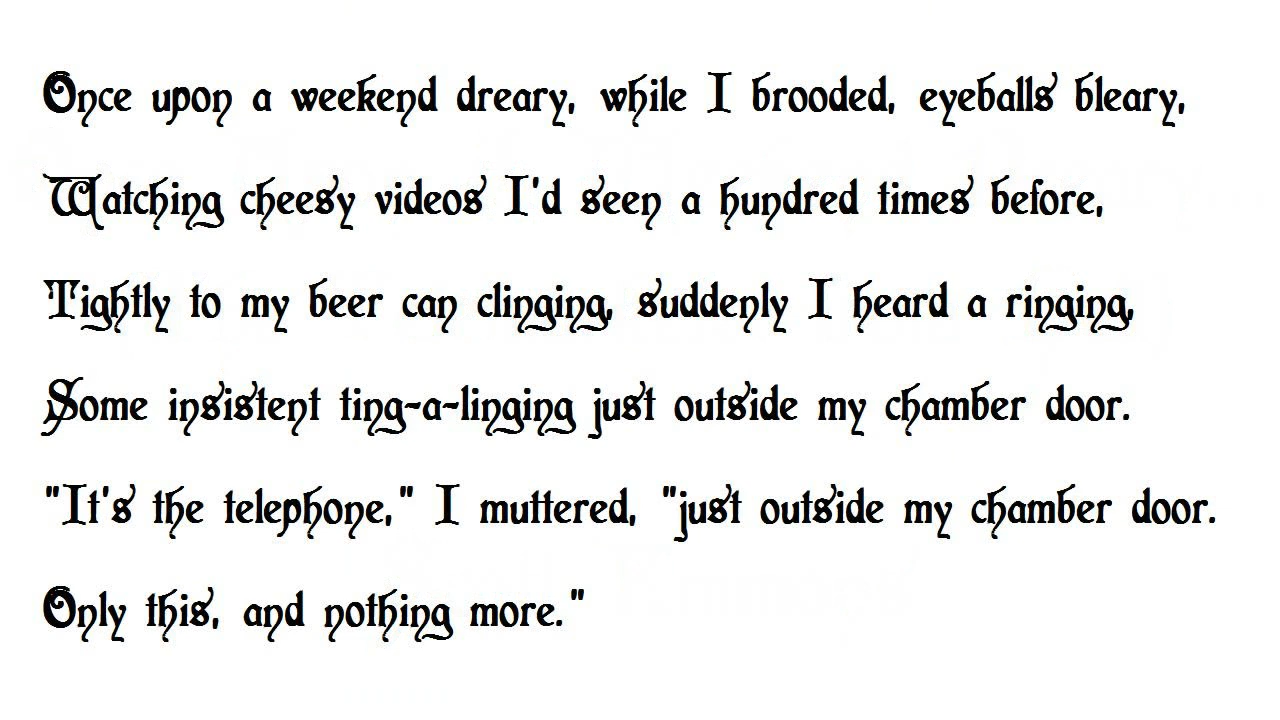 Once upon a weekend dreary, while I brooded, eyeballs bleary,
Watching cheesy videos I'd seen a hundred times before,
Tightly to my beer can clinging, suddenly I heard a ringing,
Some insistent ting-a-linging just outside my chamber door.
"It's the telephone," I muttered, "just outside my chamber door.
Only this, and nothing more."